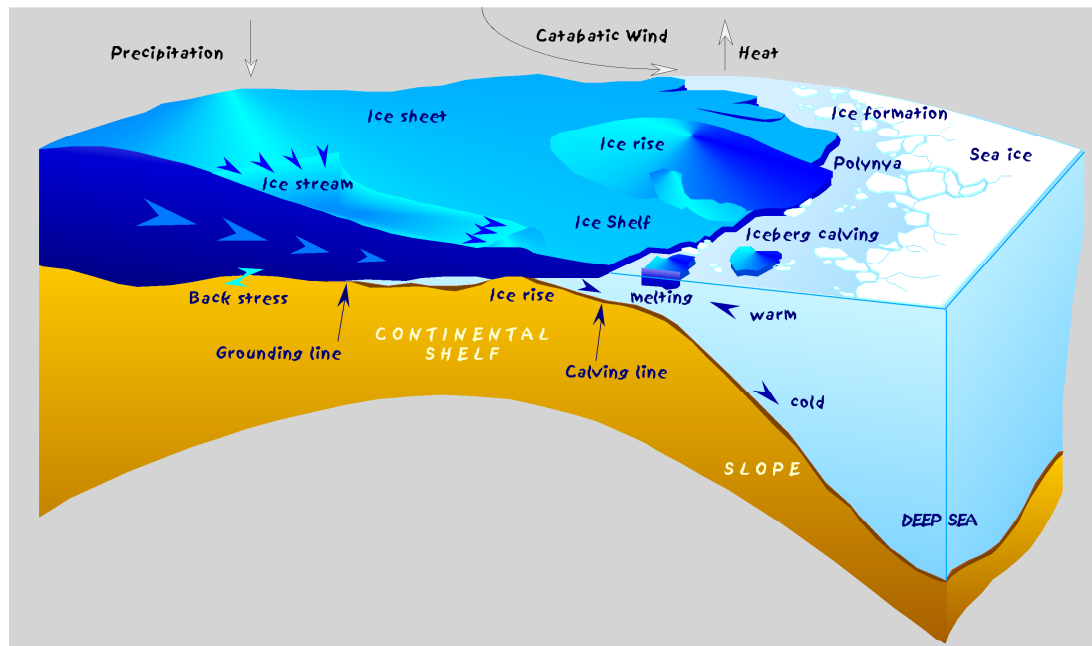 Precipitation
Catabatic Wind
Heat
Ice sheet
Ice formation
Ice rise
Polynya
Sea ice
Ice stream
Ice Shelf
Iceberg calving
Back stress
Ice rise
melting
warm
Grounding line
CONTINENTAL
SHELF
Calving line
cold
SLOPE
DEEP SEA